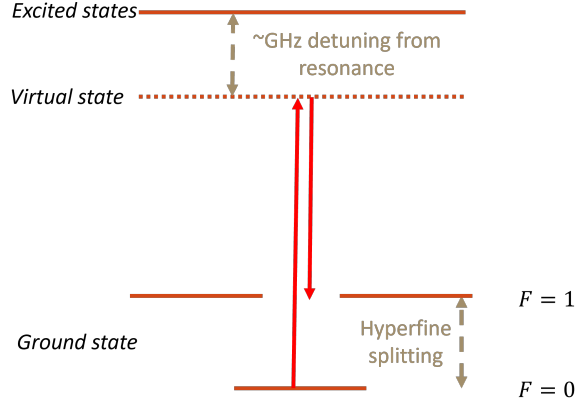 Excited states
~GHz detuning from
resonance
Virtual state
F = 1
Hyperfine
splitting
Ground state
F = 0